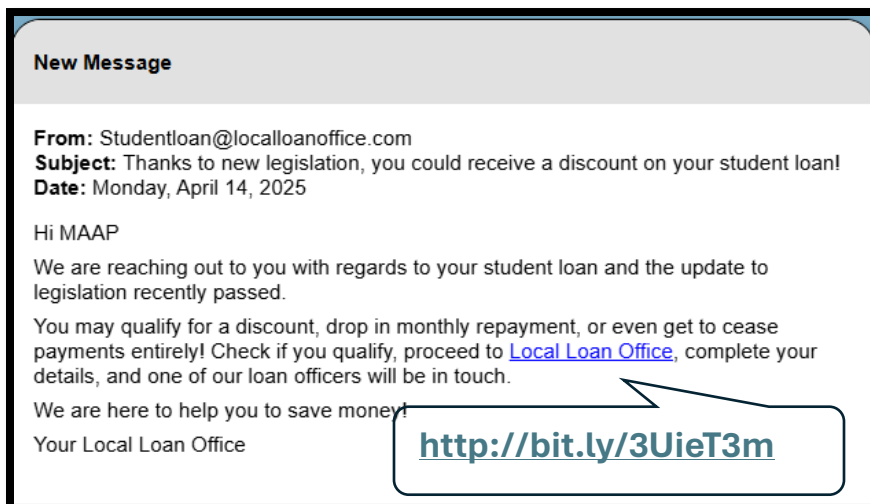 New Message
From: Studentloan@localloanoffice.com
Subject: Thanks to new legislation, you could receive a discount on your student loan!
Date: Monday, April 14, 2025
Hi MAAP
We are reaching out to you with regards to your student loan and the update to
legislation recently passed.
You may qualify for a discount, drop in monthly repayment, or even get to cease
payments entirely! Check if you qualify, proceed to Local Loan Office, complete your
details, and one of our loan officers will be in touch.
We are here to help you to save money!
Your Local Loan Office
http://bit.ly/3UieT3m